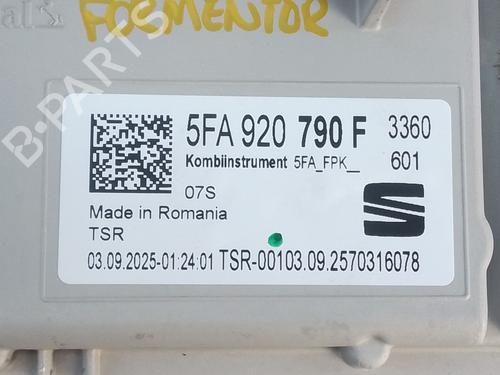 FORMENTOR
B-PARTS
5FA 920 790 F 3360
Kombiinstrument 5FA_FPK__ 601
07S
Made in Romania
TSR
03.09.2025-01:24:01 TSR-00103.09.2570316078